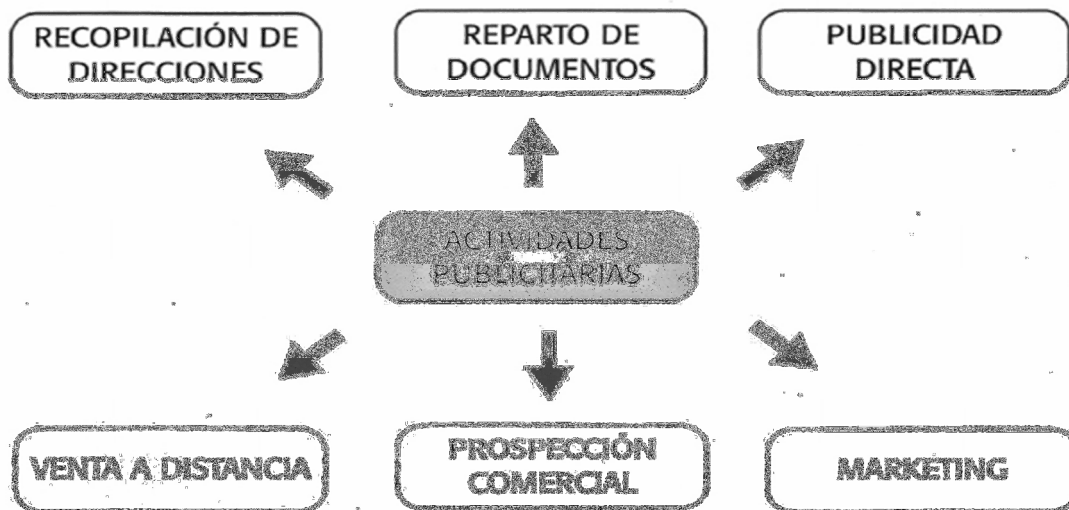 RECOPILACIÓN DE
DIRECCIONES
REPARTO DE
DOCUMENTOS
PUBLICIDAD
DIRECTA
ACTIVIDADES
PUBLICITARIAS
VENTA A DISTANCIA
PROSPECCIÓN
COMERCIAL
MARKETING